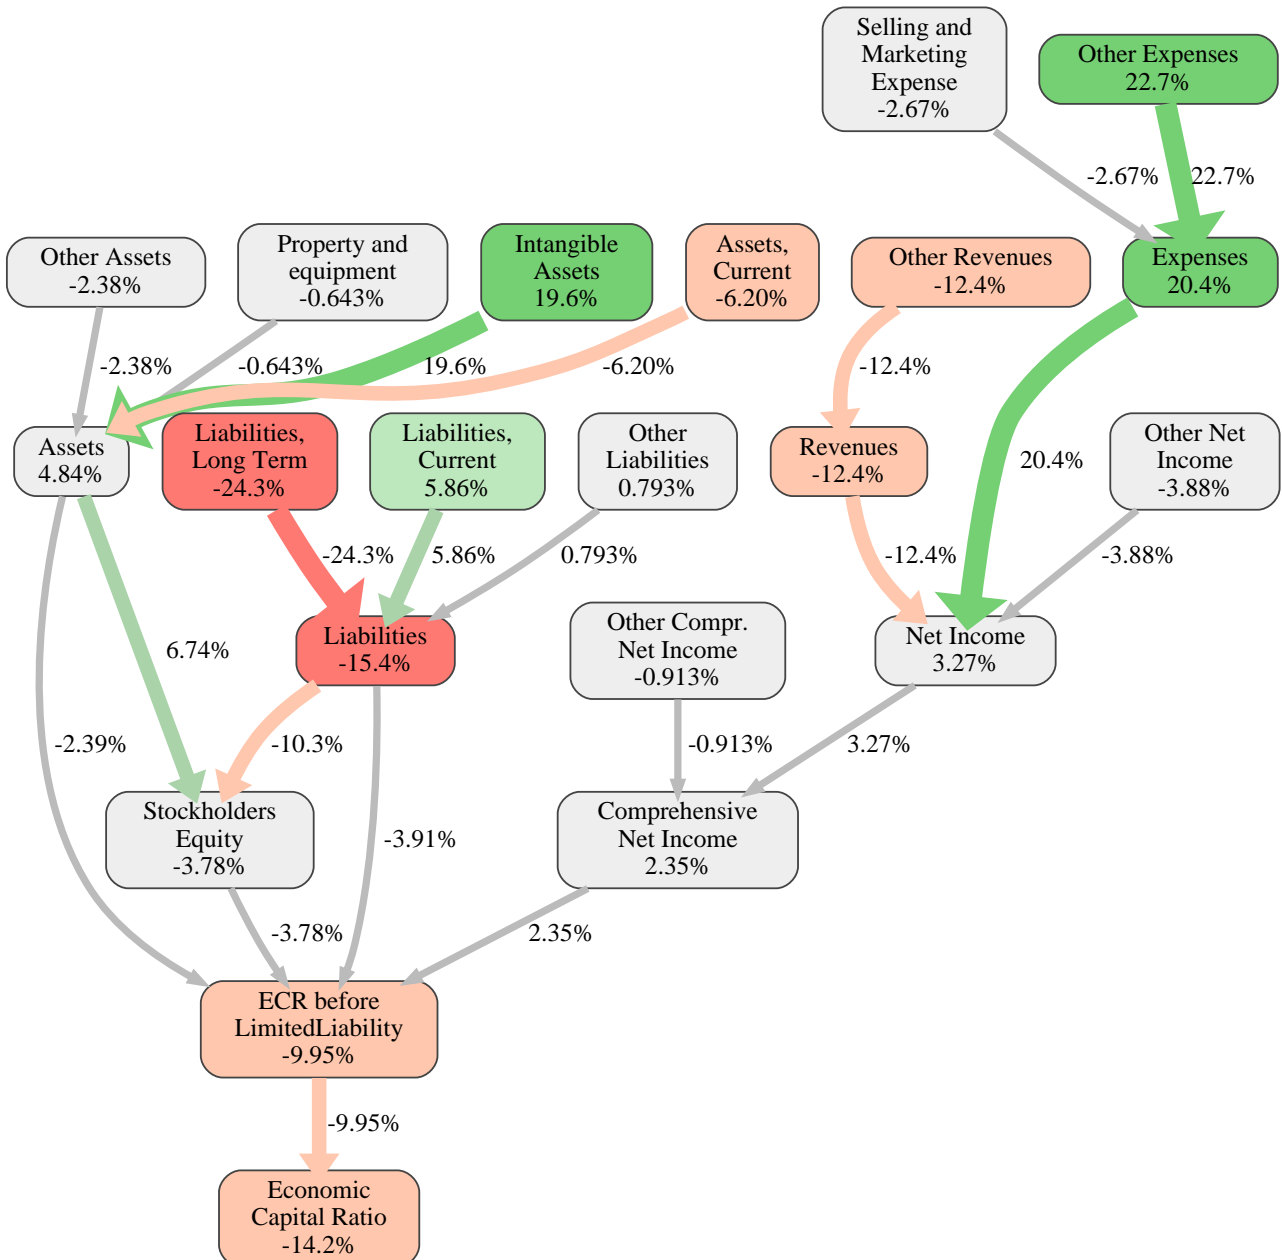 Selling and
Marketing
Expense
-2.67%
Other Expenses
22.7%
-2.67%
22.7%
Other Assets
-2.38%
Property and
equipment
-0.643%
Intangible
Assets
19.6%
Assets,
Current
-6.20%
Other Revenues
-12.4%
Expenses
20.4%
-2.38%
-0.643%
19.6%
-6.20%
-12.4%
Assets
4.84%
Liabilities,
Long Term
-24.3%
Liabilities,
Current
5.86%
Other
Liabilities
0.793%
Revenues
-12.4%
20.4%
Other Net
Income
-3.88%
-24.3%
5.86%
0.793%
-12.4%
-3.88%
6.74%
Liabilities
-15.4%
Other Compr.
Net Income
-0.913%
Net Income
3.27%
-2.39%
-10.3%
-0.913%
3.27%
Stockholders
Equity
-3.78%
-3.91%
Comprehensive
Net Income
2.35%
-3.78%
2.35%
ECR before
LimitedLiability
-9.95%
-9.95%
Economic
Capital Ratio
-14.2%